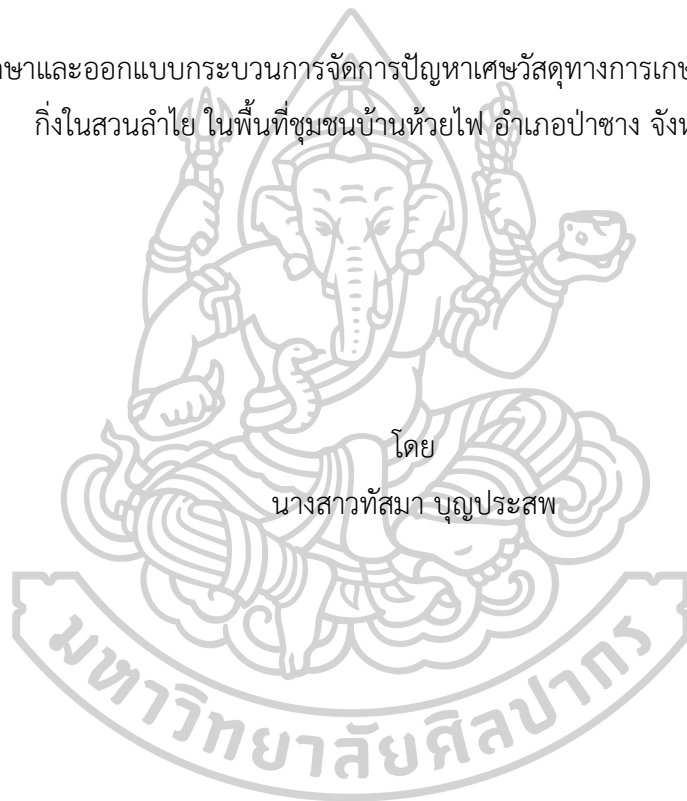 ษาและออกแบบกระบวนการจัดการปัญหาเศษวัสดุทางการเกษ
กิ่งในสวนลำไย ในพื้นที่ชุมชนบ้านห้วยไฟ อำเภอป่าซาง จังห
โดย
นางสาวทัสมา บุญประสพ
มหาวิทยาลัยศิลปากร